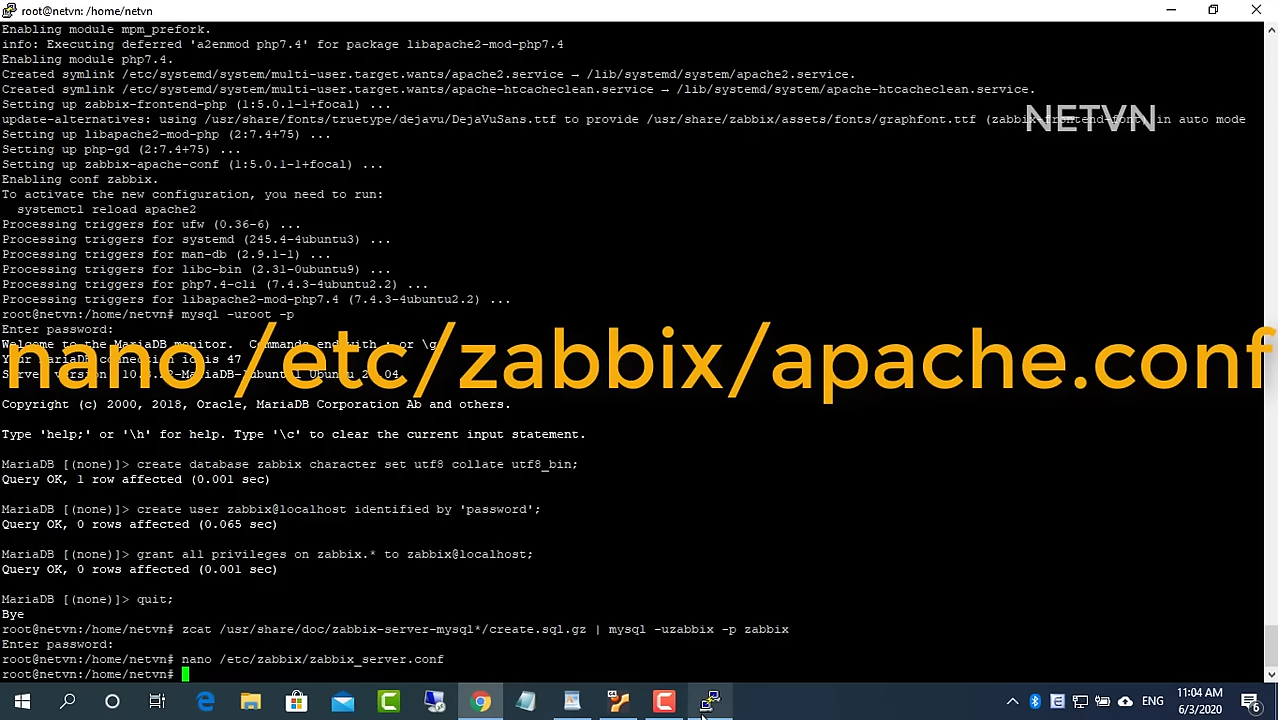 root@netvn: /home/netvn
Enabling module mpm_prefork.
info: Executing deferred 'a2enmod php7.4' for package libapache2-mod-php7.4
Enabling module php7.4.
Created symlink /etc/systemd/system/multi-user.target.wants/apache2.service → /lib/systemd/system/apache2.service.
Created symlink /etc/systemd/system/multi-user.target.wants/apache-htcacheclean.service → /lib/systemd/system/apache-htcacheclean.service.
Setting up zabbix-frontend-php (1:5.0.1-1+focal) ...
NETVN
update-alternatives: using /usr/share/fonts/truetype/dejavu/DejaVuSans.ttf to provide /usr/share/zabbix/assets/fonts/graphfont.ttf (zabbix-frontend-font) in auto mode
Setting up libapache2-mod-php (2:7.4+75) ...
Setting up php-gd (2:7.4+75) ...
Setting up zabbix-apache-conf (1:5.0.1-1+focal) ...
Enabling conf zabbix.
To activate the new configuration, you need to run:
systemctl reload apache2
Processing triggers for ufw (0.36-6) ...
Processing triggers for systemd (245.4-4ubuntu3) ...
Processing triggers for man-db (2.9.1-1) ...
Processing triggers for libc-bin (2.31-0ubuntu9) ...
Processing triggers for php7.4-cli (7.4.3-4ubuntu2.2) ...
Processing triggers for libapache2-mod-php7.4 (7.4.3-4ubuntu2.2) ...
root@netvn:/home/netvn# mysql -uroot -p
Enter password:
Welcome to the MariaDB monitor. Commands end with ; or \g
Your MariaDB connection id is 47
nano /etc/zabbix/apache.conf
Copyright (c) 2000, 2018, Oracle, MariaDB Corporation Ab and others.
Type 'help;' or '\h' for help. Type '\c' to clear the current input statement.
MariaDB [(none)]> create database zabbix character set utf8 collate utf8_bin;
Query OK, 1 row affected (0.001 sec)
MariaDB [(none)]> create user zabbix@localhost identified by 'password';
Query OK, 0 rows affected (0.065 sec)
MariaDB [(none)]> grant all privileges on zabbix.* to zabbix@localhost;
Query OK, 0 rows affected (0.001 sec)
MariaDB [(none)]> quit;
Bye
root@netvn:/home/netvn# zcat /usr/share/doc/zabbix-server-mysql*/create.sql.gz | mysql -uzabbix -p zabbix
Enter password:
root@netvn:/home/netvn# nano /etc/zabbix/zabbix_server.conf
root@netvn:/home/netvn#
ENG
11:04 AM
6/3/2020
6